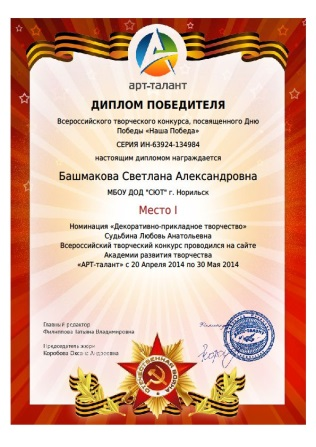 арт-талант
ДИПЛОМ ПОБЕДИТЕЛЯ
Всероссийского творческого конкурса, посвященного Дню
Победы «Наша Победа»
СЕРИЯ ИН-63924-134984
настоящим дипломом награждается
Башмакова Светлана Александровна
МБОУ ДОД "СЮТ" г. Норильск
Место I
Номинация «Декоративно-прикладное творчество»
Судьбина Любовь Анатольевна
Всероссийский творческий конкурс проводился на сайте
Академии развития творчества
«АРТ-талант» с 20 Апреля 2014 по 30 Мая 2014
Главный редактор
Филиппова Татьяна Владимировна
Председатель жюри
Коробова Олеся Андреевна
ОТЕЧЕСТВЕННАЯ ВОЙНА